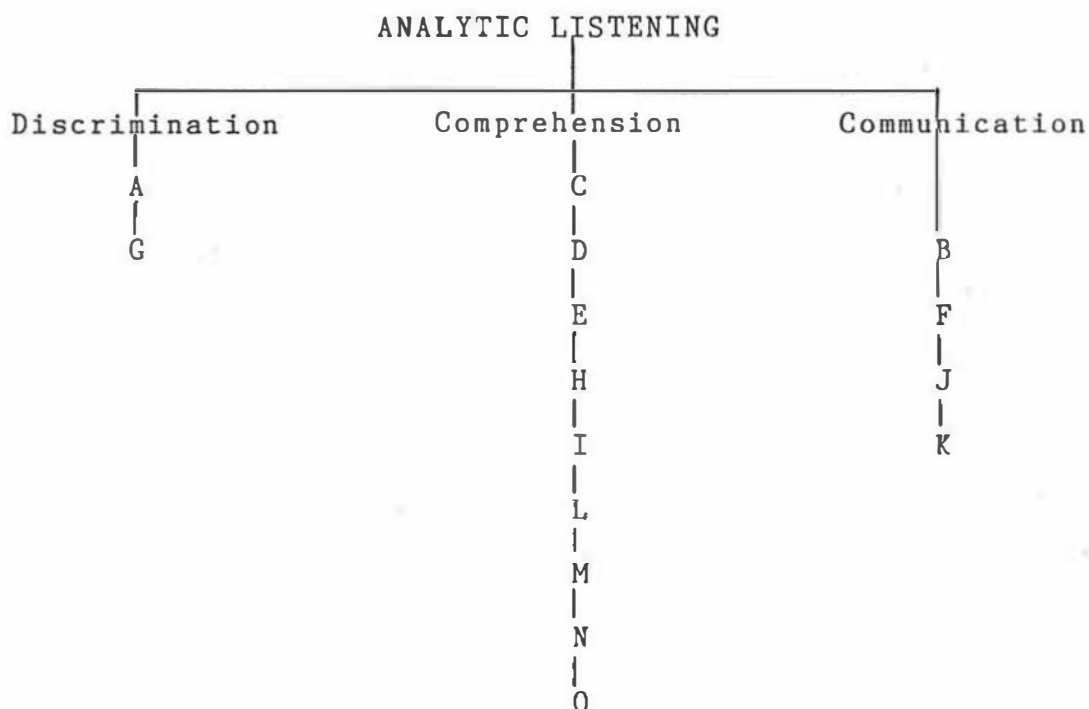 ANALYTIC LISTENING
Discrimination Comprehension Communication
A C
G D B
E F
H J
I K
L
M
N
O